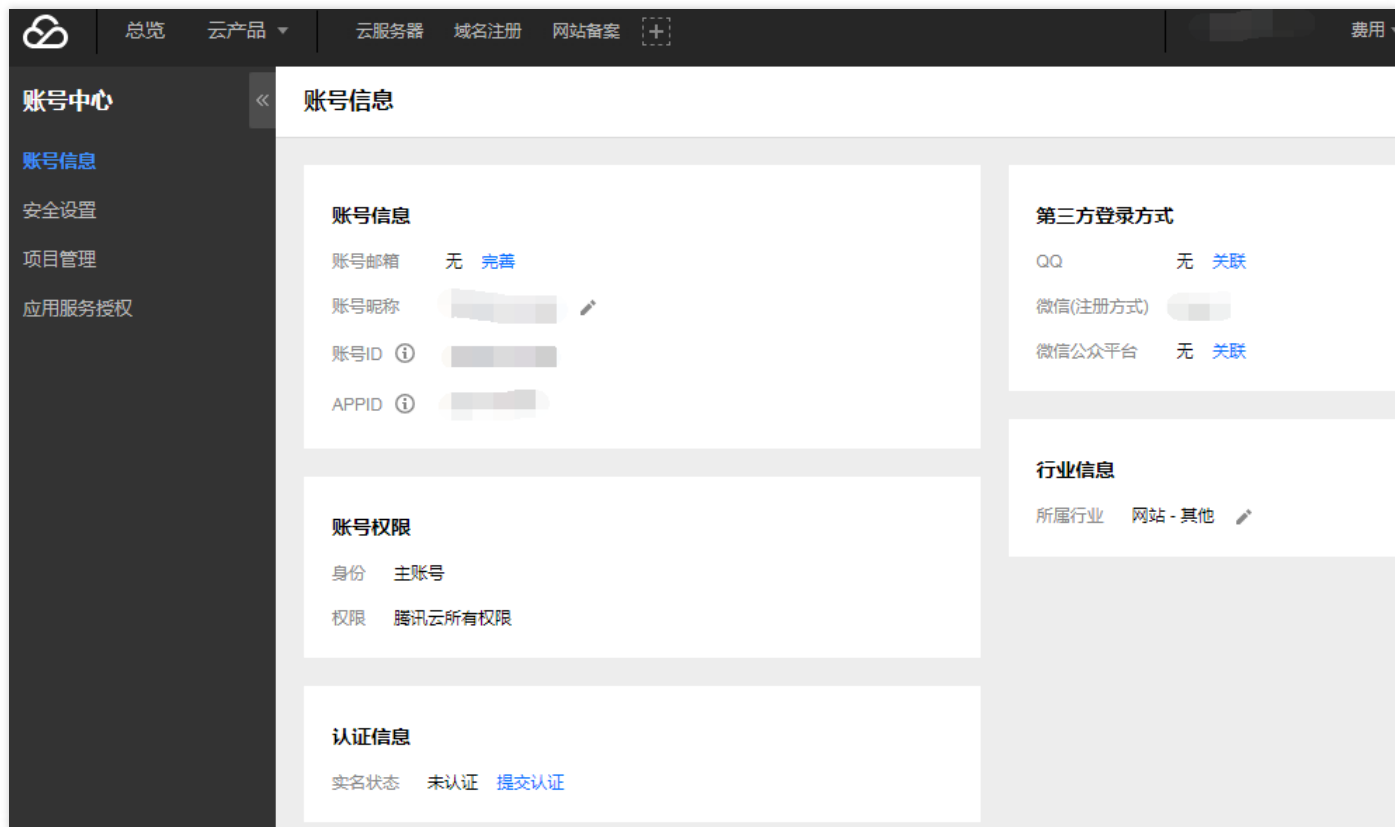 总览 云产品 云服务器 域名注册 网站备案 费用
账号中心
账号信息
安全设置
项目管理
应用服务授权
账号信息
账号信息
账号邮箱 无 完善
账号昵称
账号ID
APPID
账号权限
身份 主账号
权限 腾讯云所有权限
认证信息
实名状态 未认证 提交认证
第三方登录方式
QQ 无 关联
微信(注册方式)
微信公众平台 无 关联
行业信息
所属行业 网站 - 其他